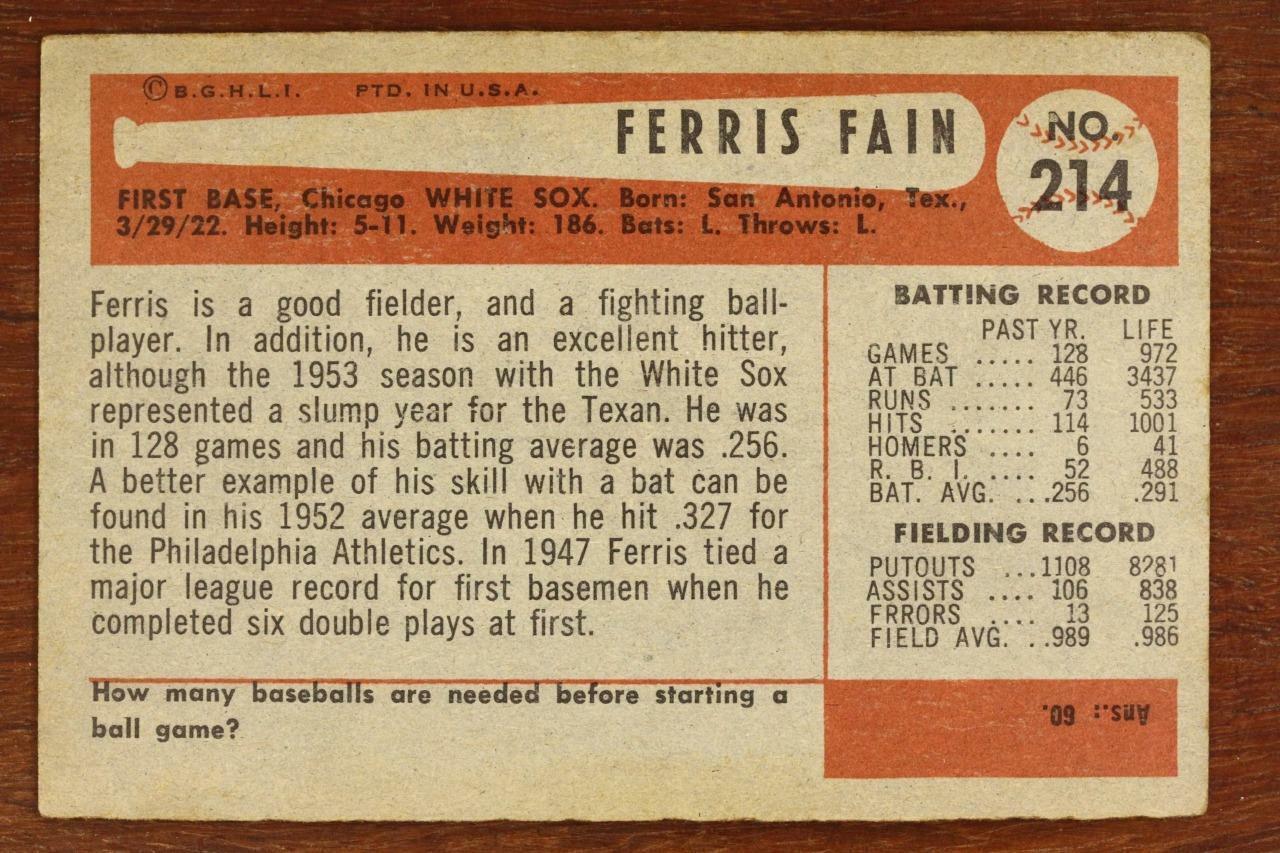 ©B.G.H.L.I. PTD. IN U.S.A.
FERRIS FAIN
NO.
214
FIRST BASE, Chicago WHITE SOX. Born: San Antonio, Tex.,
3/29/22. Height: 5-11. Weight: 186. Bats: L. Throws: L.
Ferris is a good fielder, and a fighting ball-
player. In addition, he is an excellent hitter,
although the 1953 season with the White Sox
represented a slump year for the Texan. He was
in 128 games and his batting average was .256.
A better example of his skill with a bat can be
found in his 1952 average when he hit .327 for
the Philadelphia Athletics. In 1947 Ferris tied a
major league record for first basemen when he
completed six double plays at first.
BATTING RECORD
PAST YR. LIFE
GAMES ..... 128 972
AT BAT ..... 446 3437
RUNS ....... 73 533
HITS ....... 114 1001
HOMERS .... 6 41
R. B. I. .... 52 488
BAT. AVG. ...256 .291
FIELDING RECORD
PUTOUTS ...1108 8281
ASSISTS .... 106 838
FRRORS .... 13 125
FIELD AVG. ..989 .986
How many baseballs are needed before starting a
ball game?
Ans.: 60.